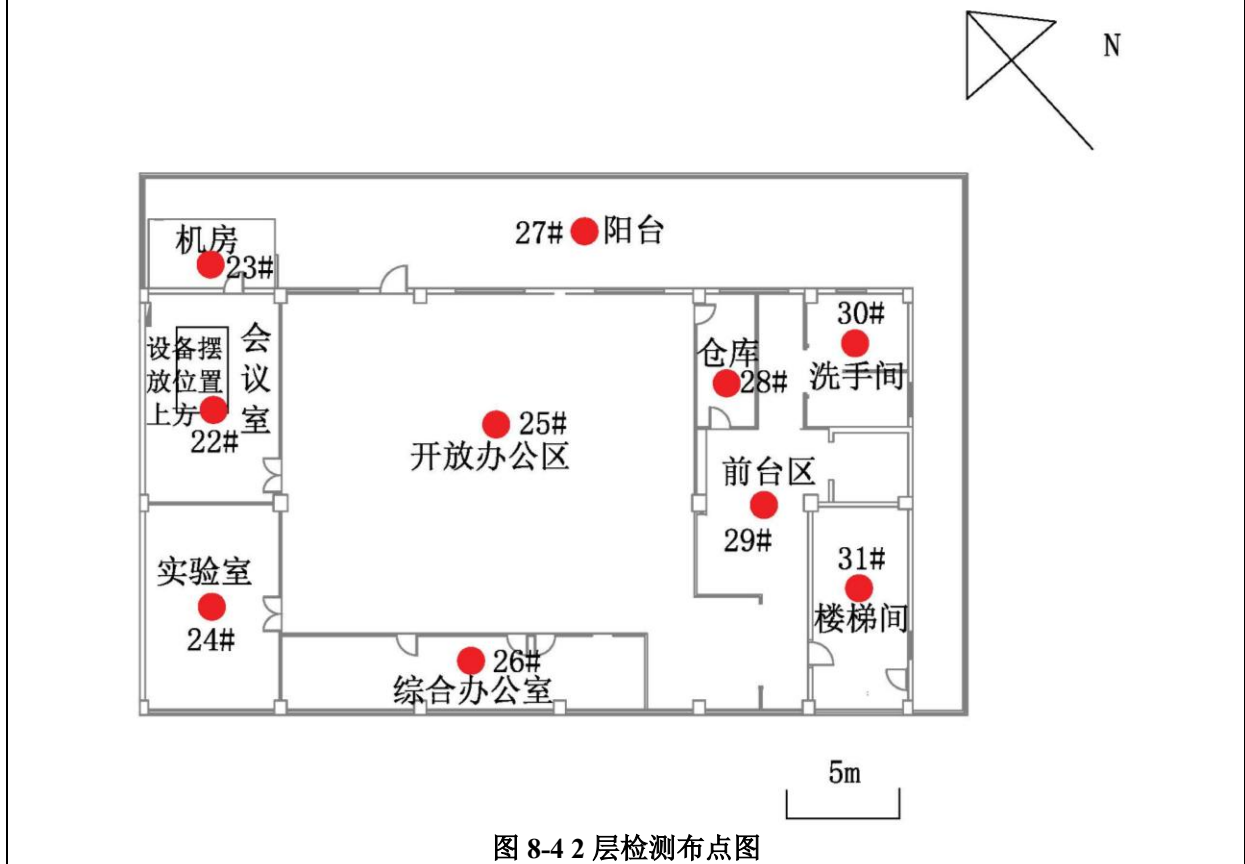 N
27# 阳台
机房
23#
30#
洗手间
仓库
28#
会议室
设备摆
放位置
上方
22#
25#
开放办公区
前台区
29#
31#
楼梯间
实验室
24#
26#
综合办公室
5m
图 8-4 2 层检测布点图